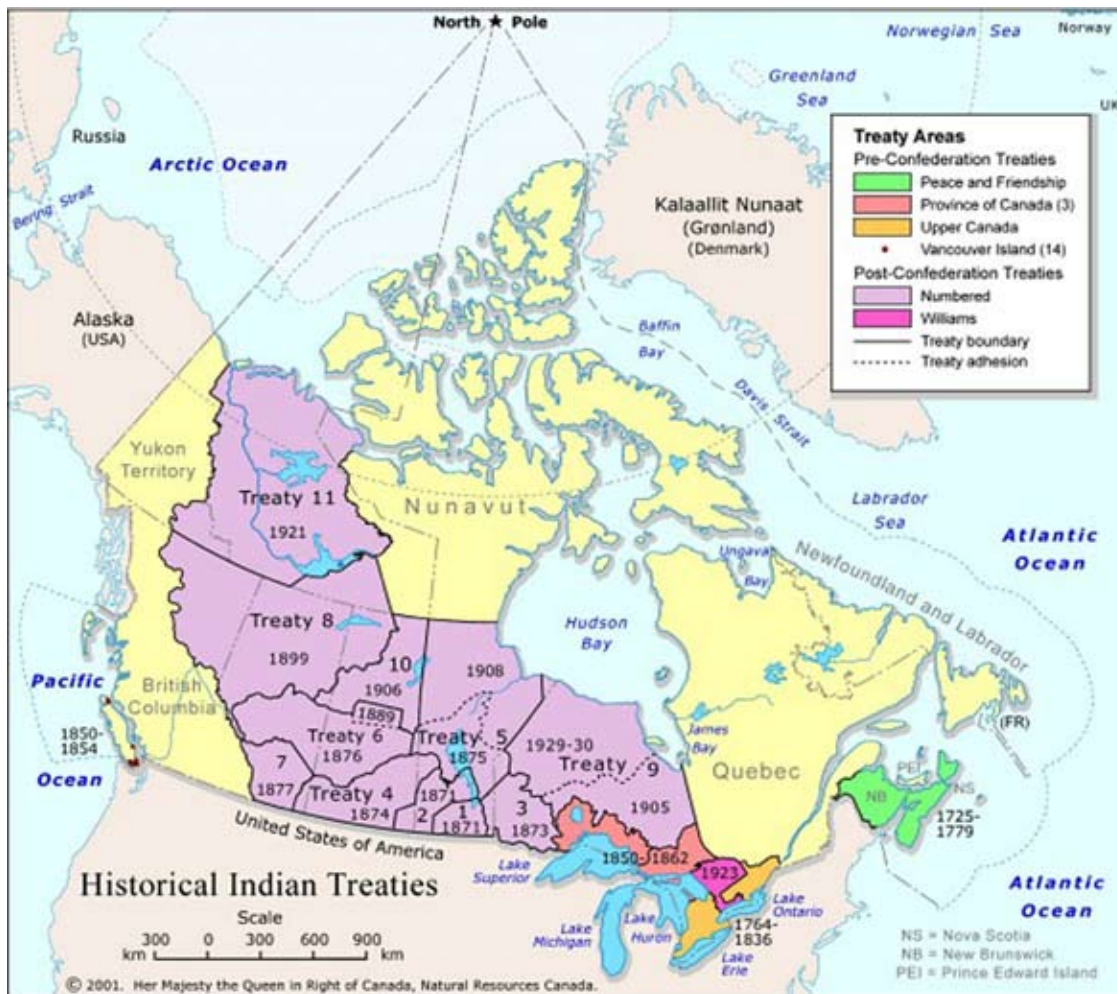 North ★ Pole
Norwegian Sea
Norway
Greenland
Sea
UK
Russia
Arctic Ocean
Bering Strait
Kalaallit Nunaat
(Grønland)
(Denmark)
Treaty Areas
Pre-Confederation Treaties
Peace and Friendship
Province of Canada (3)
Upper Canada
Vancouver Island (14)
Post-Confederation Treaties
Numbered
Williams
Treaty boundary
Treaty adhesion
Alaska
(USA)
Baffin
Bay
Davis Strait
Yukon
Territory
Treaty 11
1921
Nunavut
Labrador
Sea
Atlantic
Ocean
Ungava
Bay
Newfoundland and Labrador
Treaty 8
1899
Hudson
Bay
10
1906
1908
1889
Pacific
Ocean
British
Columbia
1850-
1854
Treaty 6
1876
Treaty 5
1875
1929-30
Treaty 9
1905
James
Bay
Quebec
(FR)
PEI
NB
NS
1725-
1779
7
1877
Treaty 4
1874
1871
2
1
1871
3
1873
United States of America
1850-1862
1923
Lake
Superior
Lake
Michigan
Lake
Huron
Lake
Ontario
1764-
1836
Lake
Erie
Atlantic
Ocean
Historical Indian Treaties
Scale
300 0 300 600 900
km km
NS = Nova Scotia
NB = New Brunswick
PEI = Prince Edward Island
© 2001. Her Majesty the Queen in Right of Canada, Natural Resources Canada.